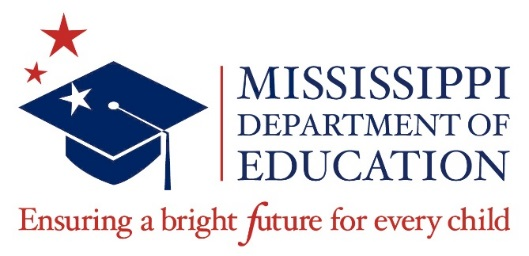 MISSISSIPPI
DEPARTMENT OF
EDUCATION
Ensuring a bright future for every child